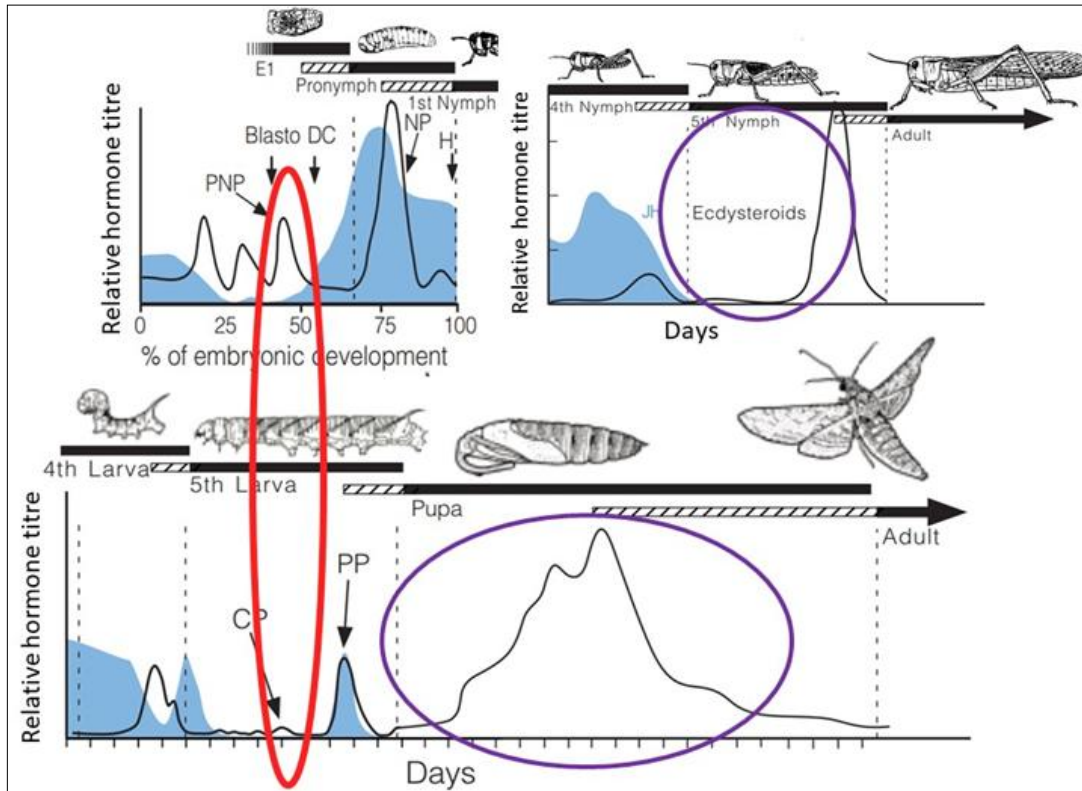 E1
Pronymph
1st Nymph
Relative hormone titre
Blasto DC
NP
H
PNP
0 25 50 75 100
% of embryonic development
Relative hormone titre
4th Nymph
5th Nymph
Adult
JH
Ecdysteroids
Days
4th Larva
5th Larva
Pupa
Adult
Relative hormone titre
CP
PP
Days